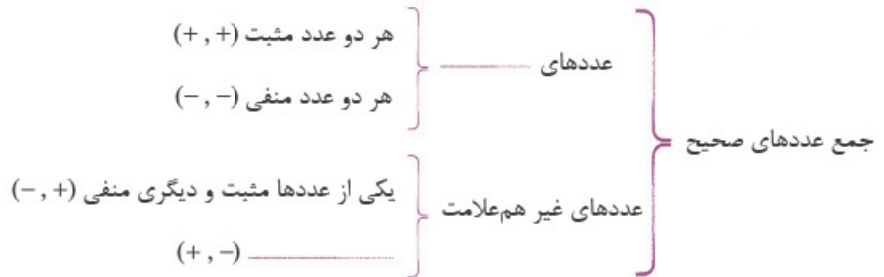 هر دو عدد مثبت (+ , +)
عددهای
هر دو عدد منفی (− , −)
جمع عددهای صحیح
یکی از عددها مثبت و دیگری منفی (+ , −)
عددهای غیر هم‌علامت
(− , +)